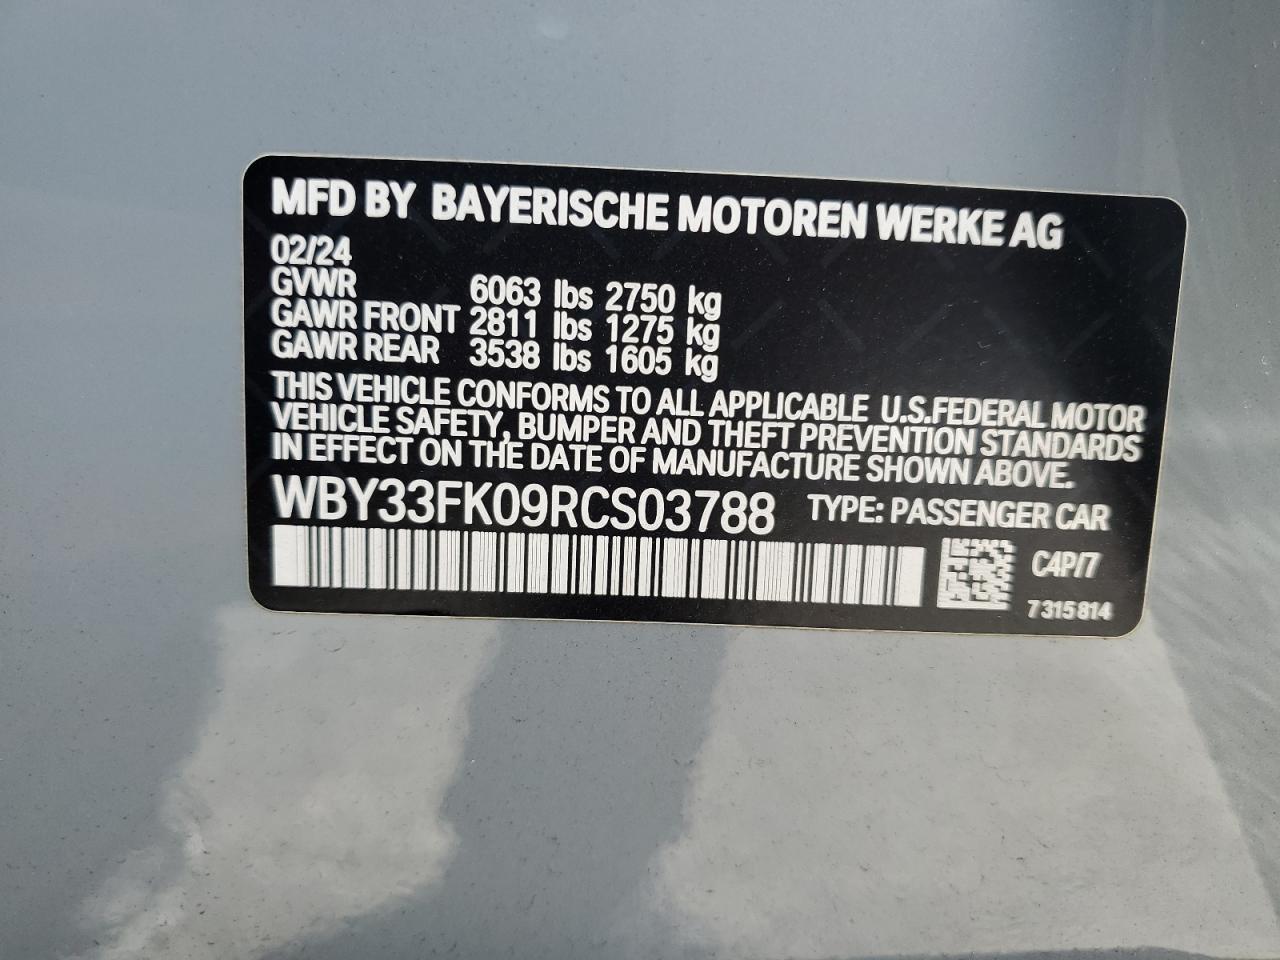 MFD BY BAYERISCHE MOTOREN WERKE AG
02/24
GVWR 6063 lbs 2750 kg
GAWR FRONT 2811 lbs 1275 kg
GAWR REAR 3538 lbs 1605 kg
THIS VEHICLE CONFORMS TO ALL APPLICABLE U.S.FEDERAL MOTOR
VEHICLE SAFETY, BUMPER AND THEFT PREVENTION STANDARDS
IN EFFECT ON THE DATE OF MANUFACTURE SHOWN ABOVE.
WBY33FK09RCS03788 TYPE: PASSENGER CAR
C4P/7
7 315 814